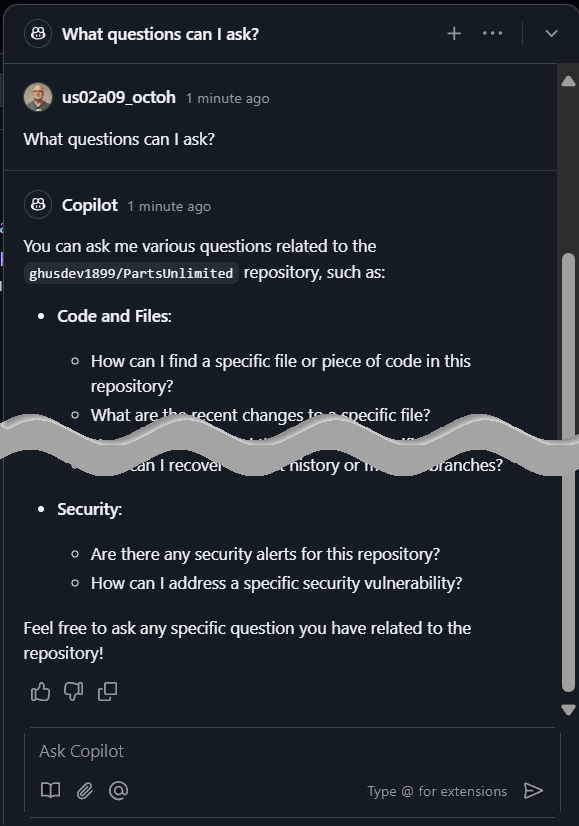 What questions can I ask?
us02a09_octoh 1 minute ago
What questions can I ask?
Copilot 1 minute ago
You can ask me various questions related to the
ghusdev1899/PartsUnlimited repository, such as:
Code and Files:
How can I find a specific file or piece of code in this
repository?
What are the recent changes to a specific file?
can I recover history or branches?
Security:
Are there any security alerts for this repository?
How can I address a specific security vulnerability?
Feel free to ask any specific question you have related to the
repository!
Ask Copilot
Type @ for extensions